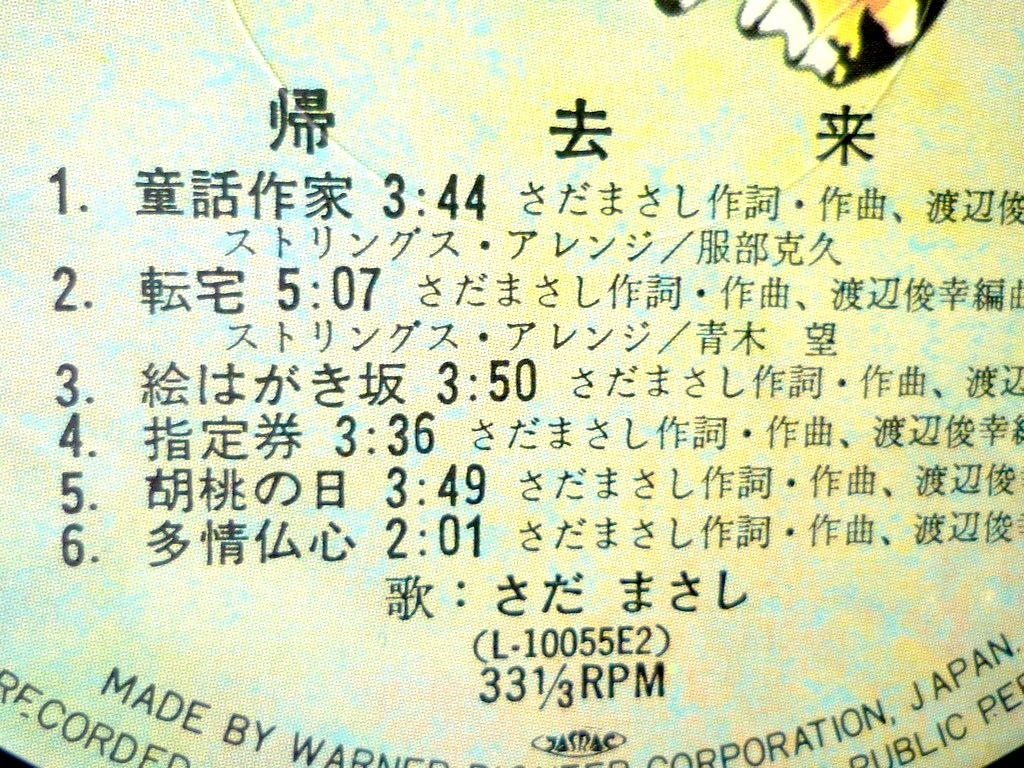 帰 去 来
1. 童話作家 3:44 さだまさし作詞・作曲、渡辺俊
ストリングス・アレンジ／服部克久
2. 転宅 5:07 さだまさし作詞・作曲、渡辺俊幸編曲
ストリングス・アレンジ／青木 望
3. 絵はがき坂 3:50 さだまさし作詞・作曲、渡辺
4. 指定券 3:36 さだまさし作詞・作曲、渡辺俊幸編
5. 胡桃の日 3:49 さだまさし作詞・作曲、渡辺俊
6. 多情仏心 2:01 さだまさし作詞・作曲、渡辺俊
歌：さだ まさし
(L-10055E2)
33⅓RPM
JASRAC
MADE BY WARNER-PIONEER CORPORATION, JAPAN.
RECORDED PUBLIC PER